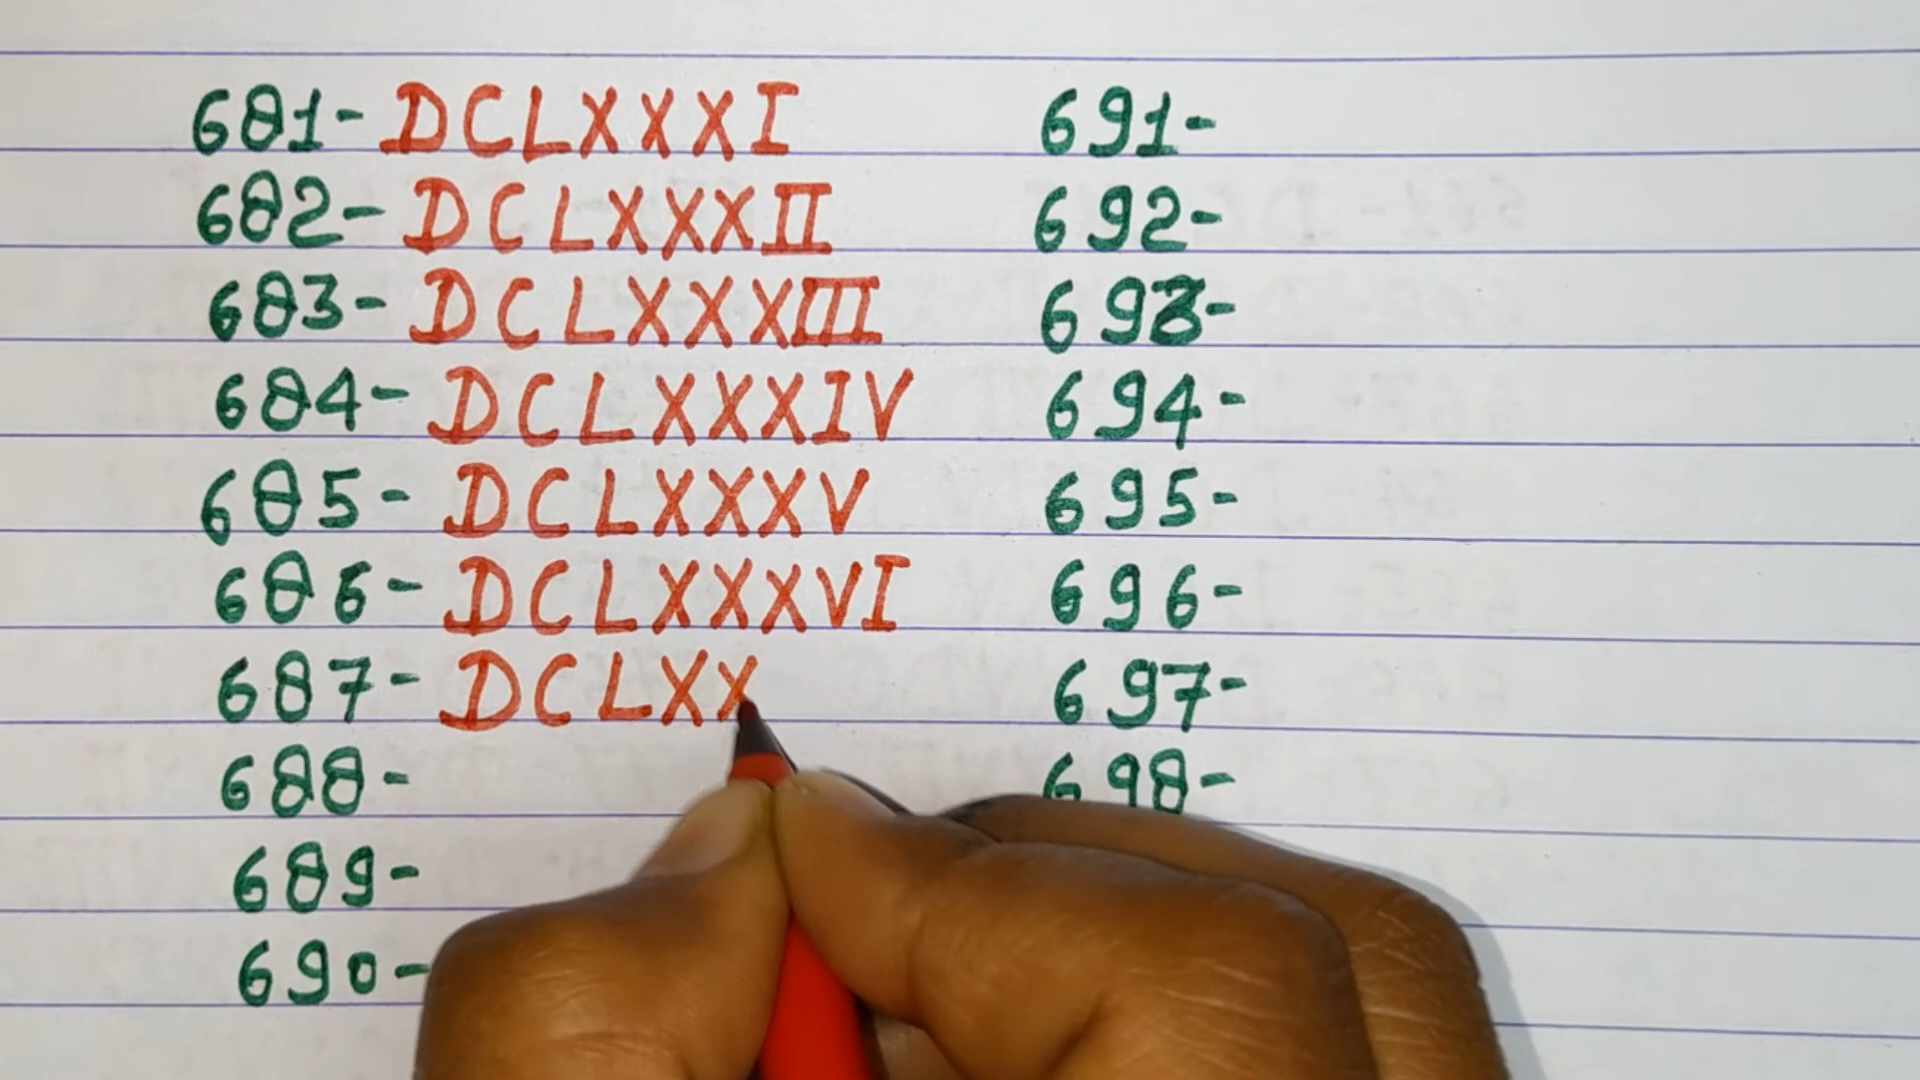 681- DCLXXXI
682- DCLXXXII
683- DCLXXXIII
684- DCLXXXIV
685- DCLXXXV
686- DCLXXXVI
687- DCLXX
688-
689-
690-
691-
692-
693-
694-
695-
696-
697-
698-